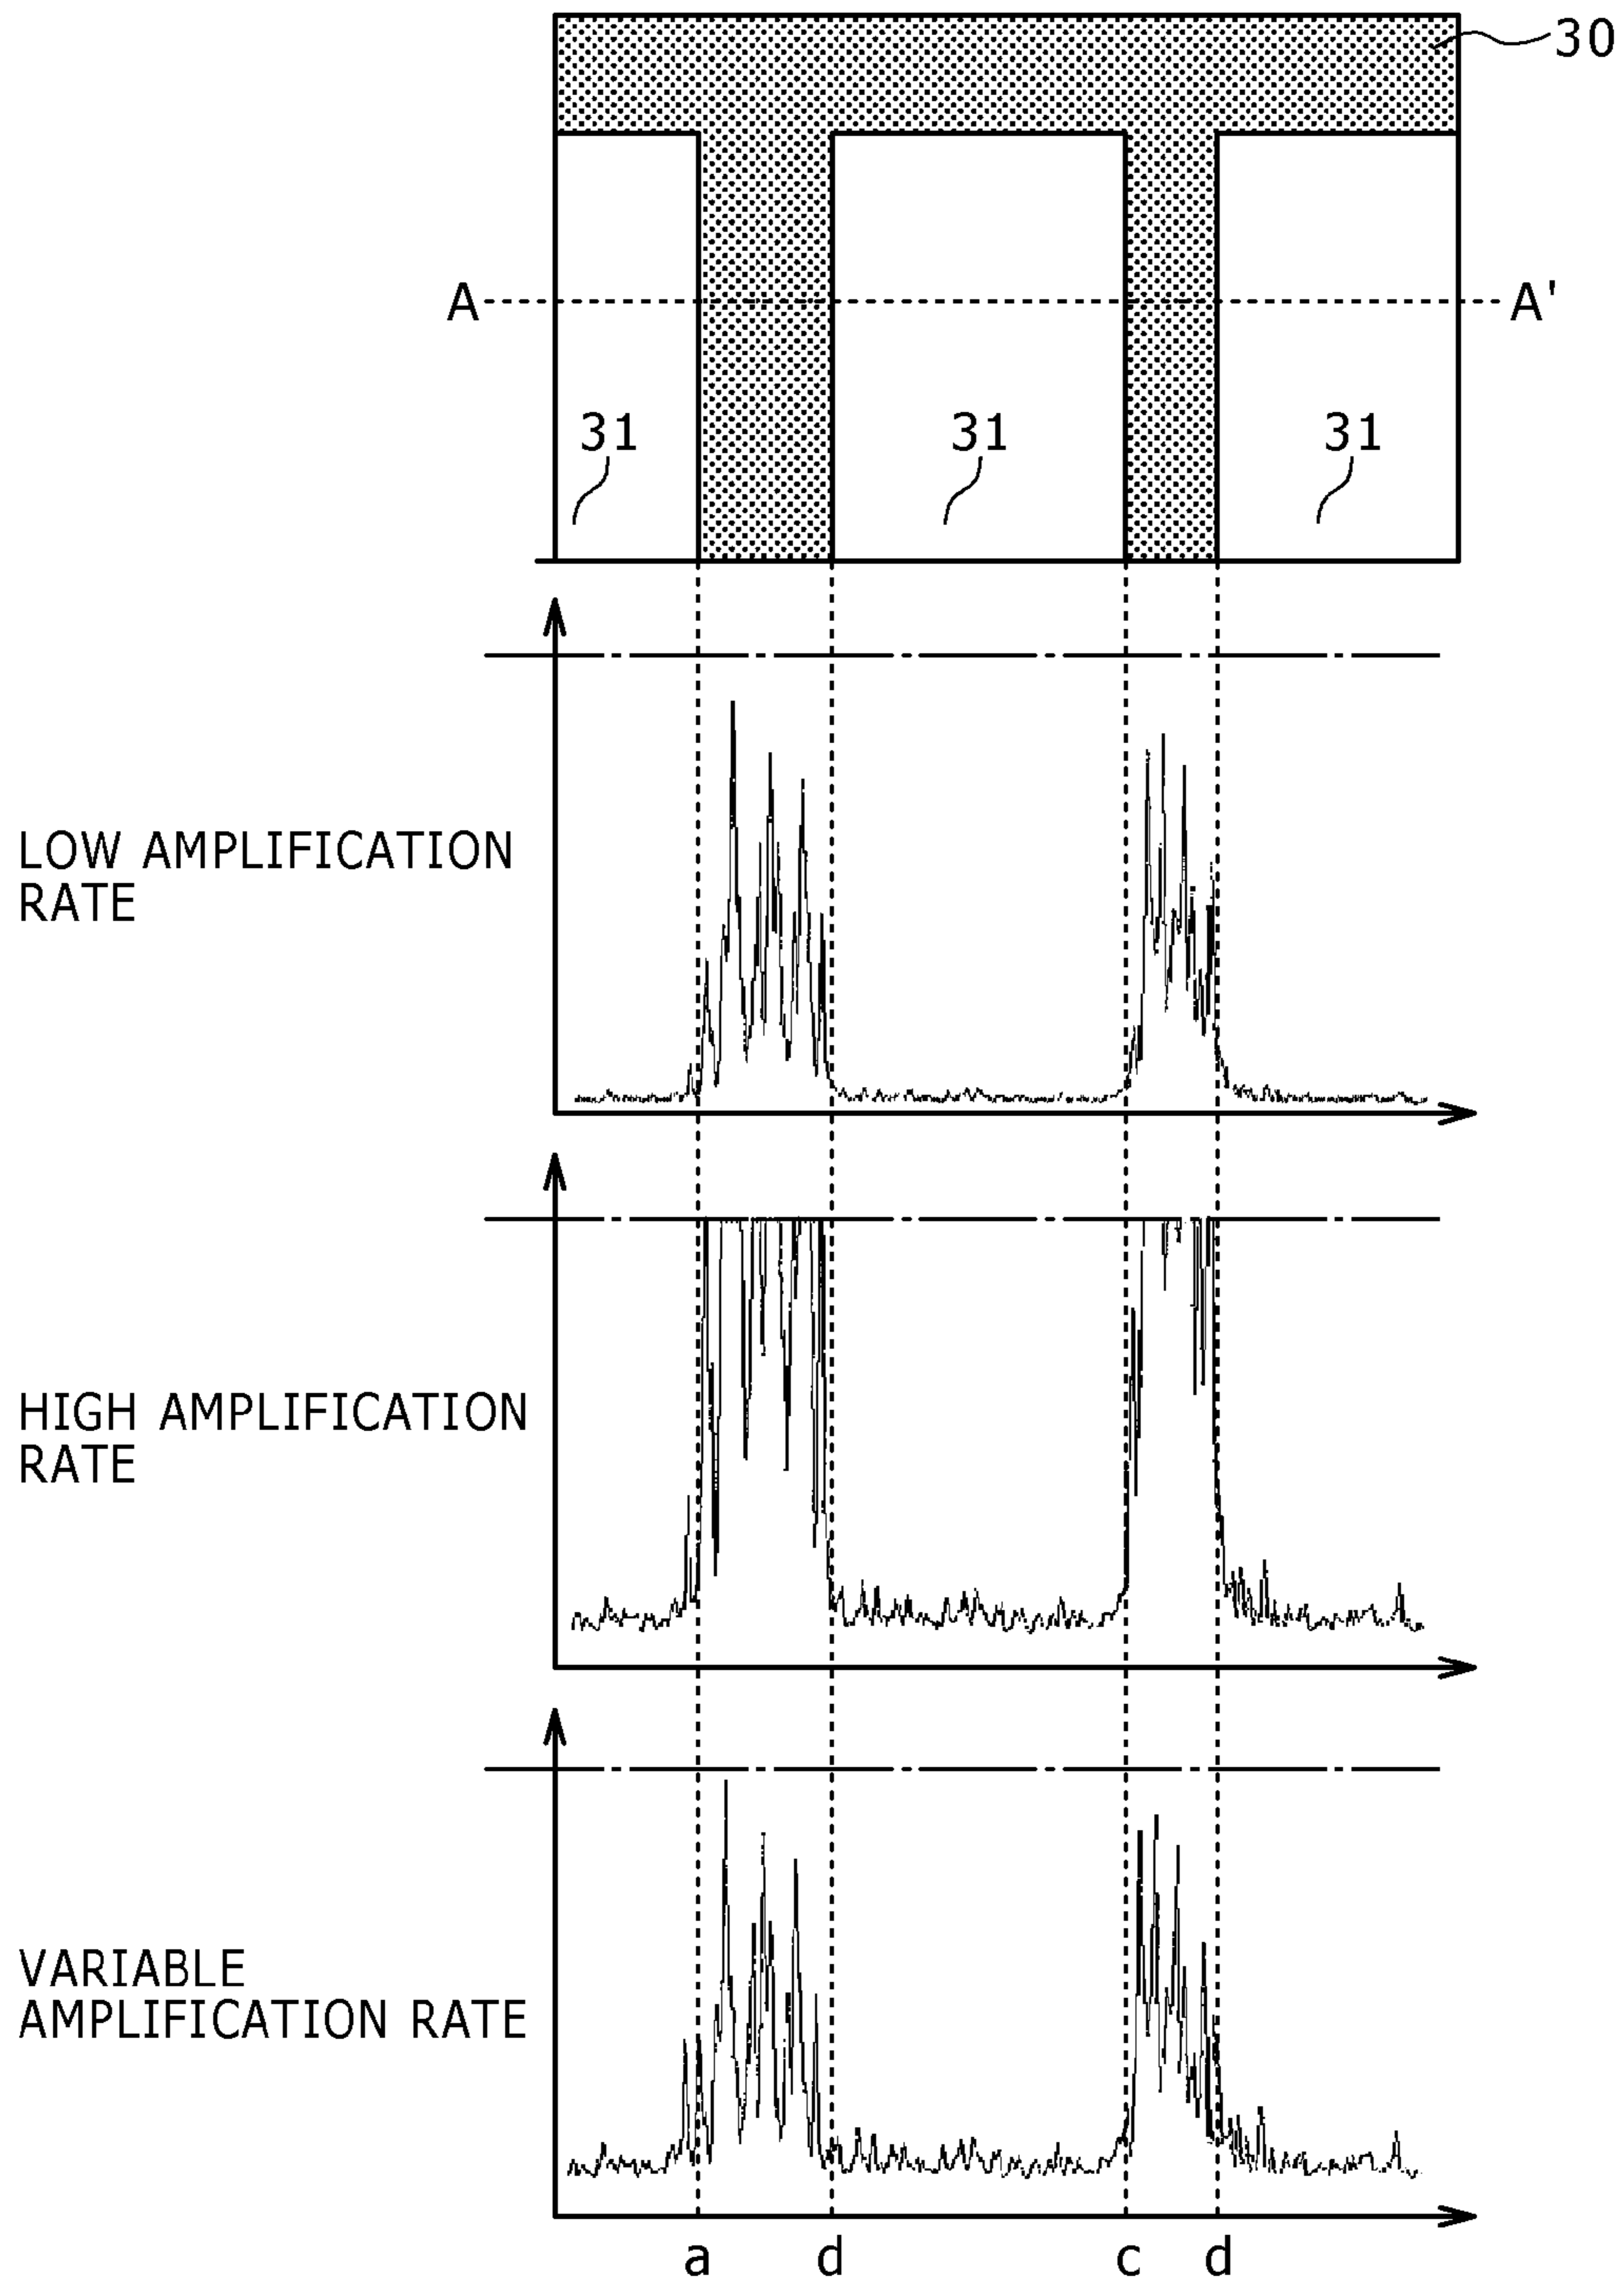 30
A
A'
31
31
31
LOW AMPLIFICATION
RATE
HIGH AMPLIFICATION
RATE
VARIABLE
AMPLIFICATION RATE
a
d
c
d